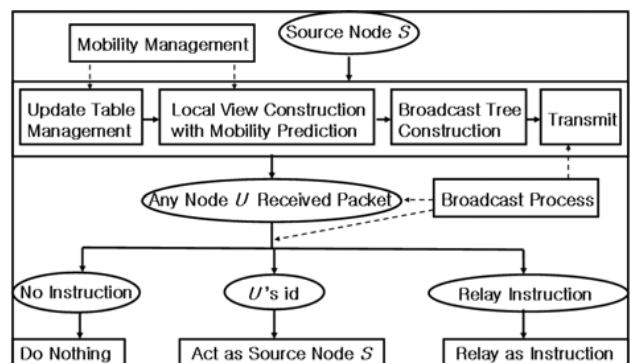 Mobility Management
Source Node S
Update Table
Management
Local View Construction
with Mobility Prediction
Broadcast Tree
Construction
Transmit
Any Node U Received Packet
Broadcast Process
No Instruction
U's id
Relay Instruction
Do Nothing
Act as Source Node S
Relay as Instruction